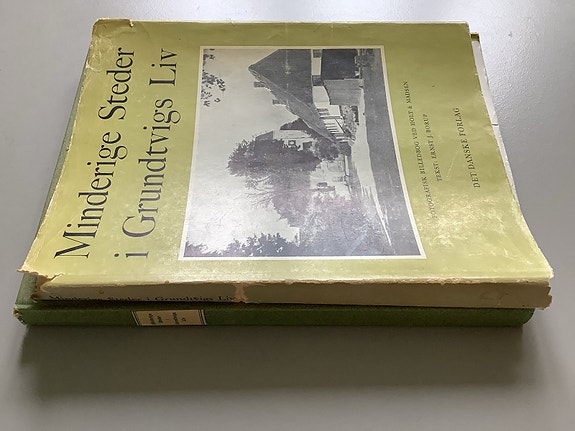 Minderige Steder
i Grundtvigs Liv
FOTOGRAFISK BILLEDBOG VED HOLT & MADSEN
TEKST: ERNST J. BORUP
DET DANSKE FORLAG
Minderige Steder i Grundtvigs Liv